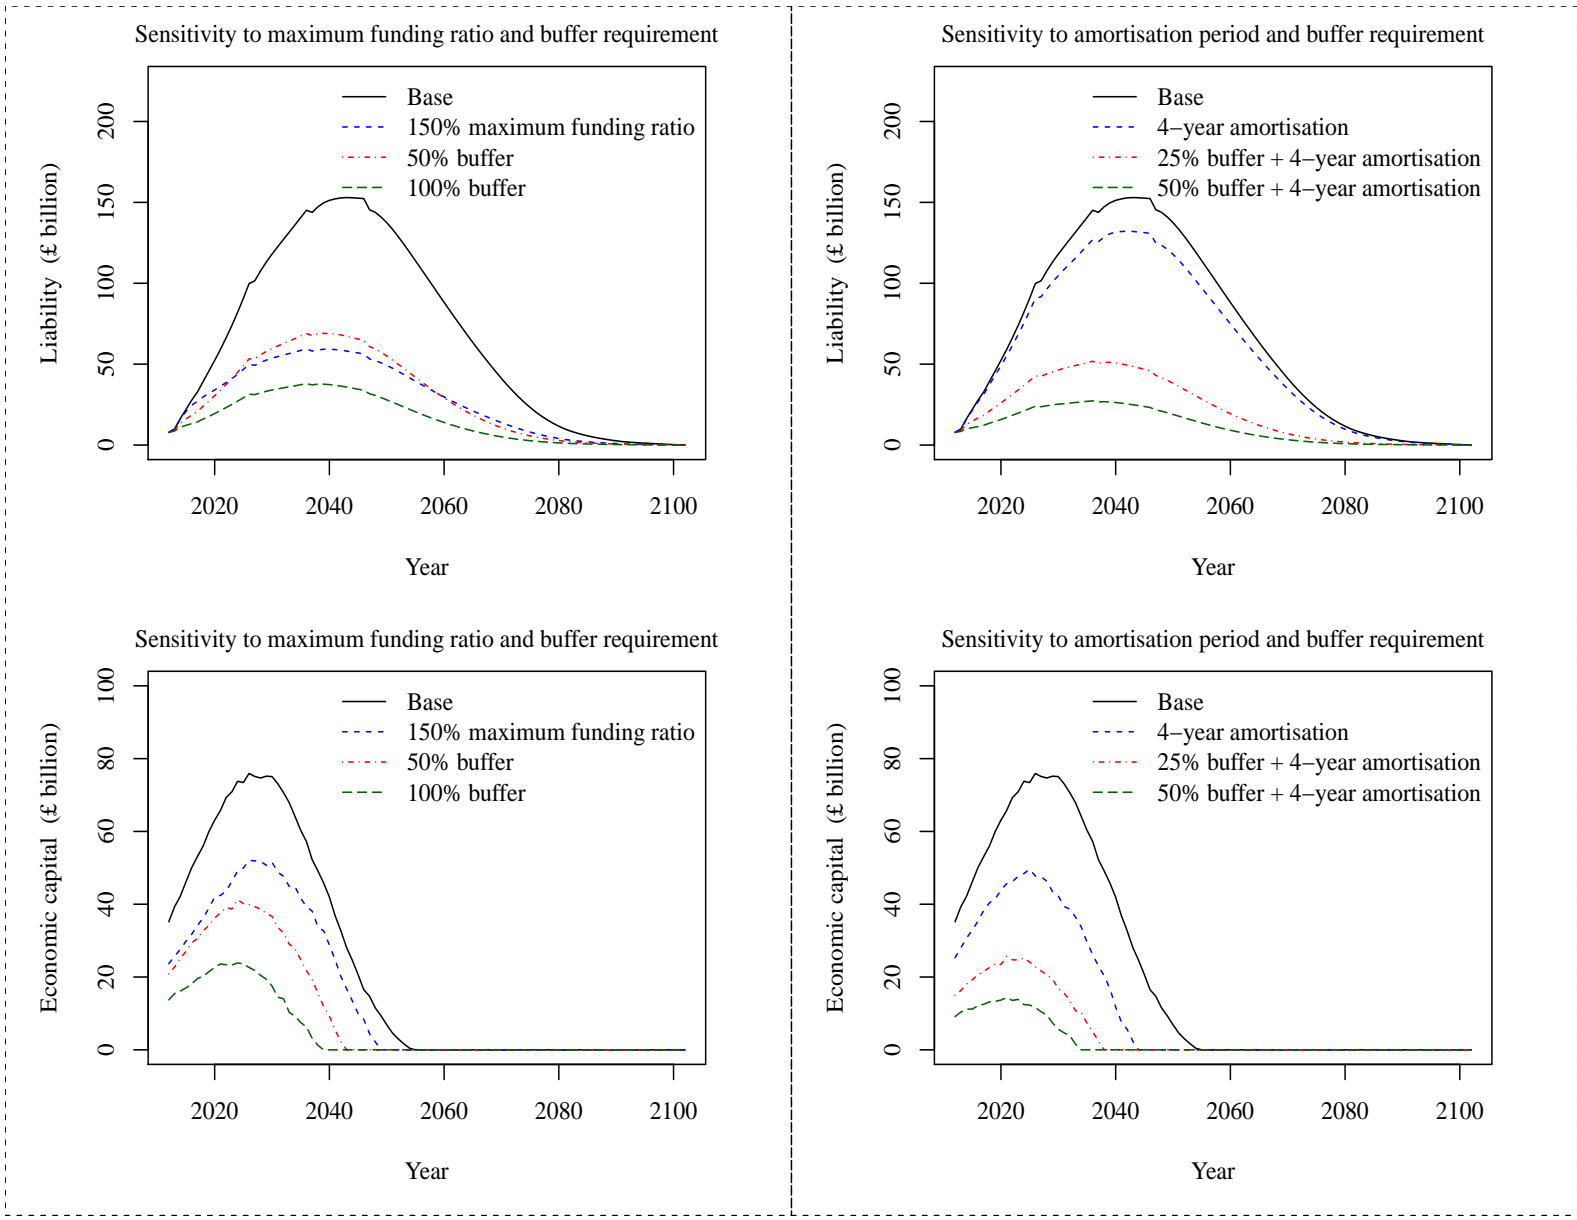 Sensitivity to maximum funding ratio and buffer requirement
Liability (£ billion)
200
150
100
50
0
Base
150% maximum funding ratio
50% buffer
100% buffer
2020 2040 2060 2080 2100
Year
Sensitivity to amortisation period and buffer requirement
Liability (£ billion)
200
150
100
50
0
Base
4−year amortisation
25% buffer + 4−year amortisation
50% buffer + 4−year amortisation
2020 2040 2060 2080 2100
Year
Sensitivity to maximum funding ratio and buffer requirement
Economic capital (£ billion)
100
80
60
40
20
0
Base
150% maximum funding ratio
50% buffer
100% buffer
2020 2040 2060 2080 2100
Year
Sensitivity to amortisation period and buffer requirement
Economic capital (£ billion)
100
80
60
40
20
0
Base
4−year amortisation
25% buffer + 4−year amortisation
50% buffer + 4−year amortisation
2020 2040 2060 2080 2100
Year